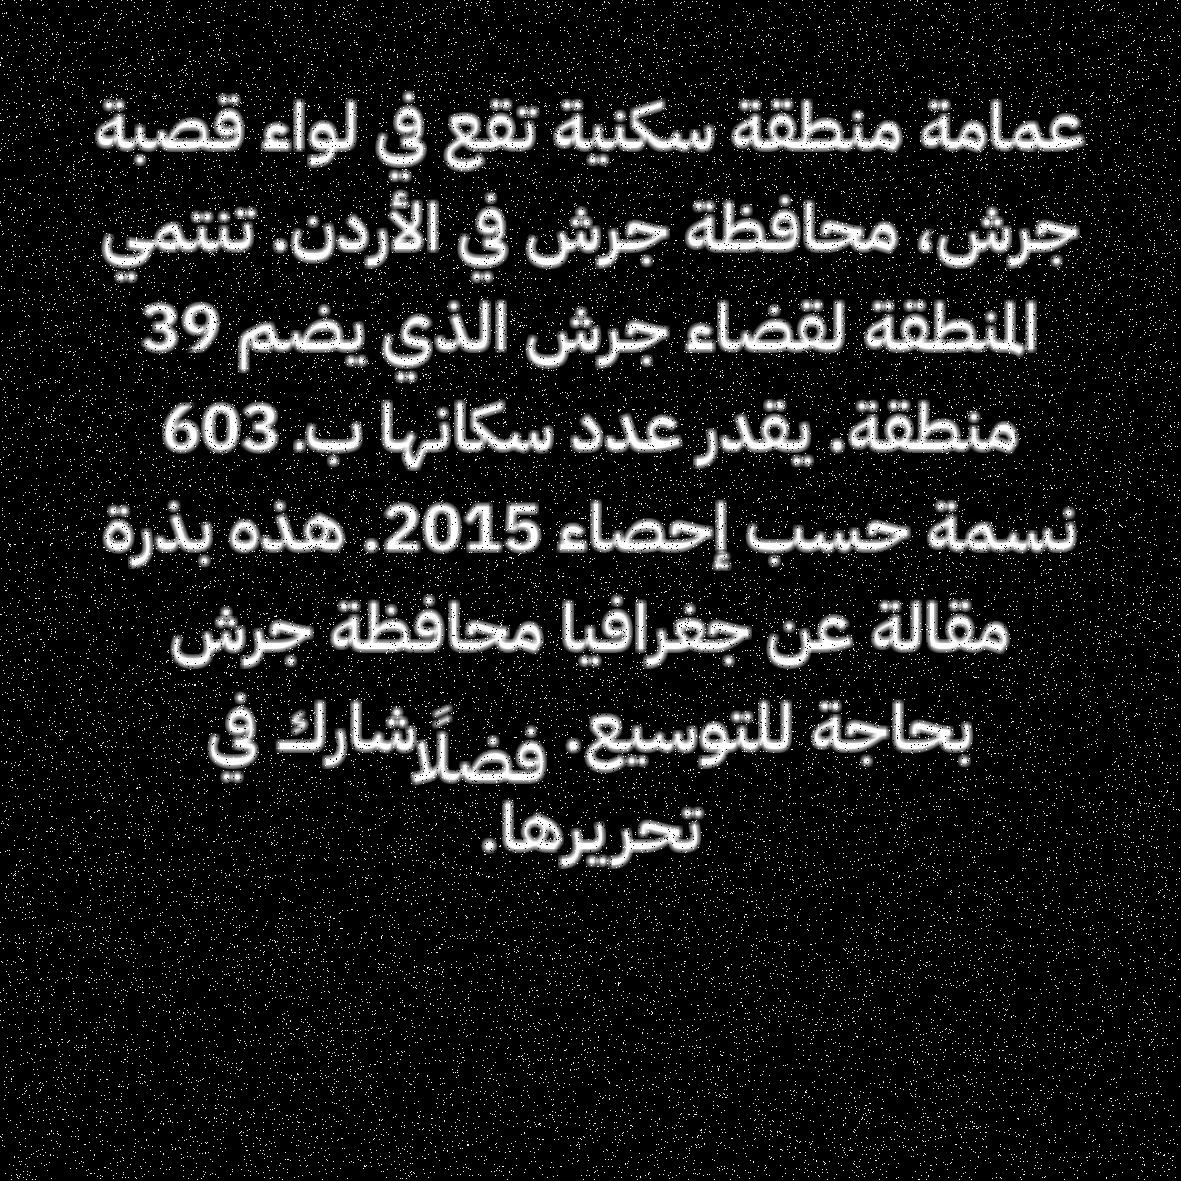 عمامة منطقة سكنية تقع في لواء قصبة
جرش، محافظة جرش في الأردن. تنتمي
المنطقة لقضاء جرش الذي يضم 39
منطقة. يقدر عدد سكانها ب. 603
نسمة حسب إحصاء 2015. هذه بذرة
مقالة عن جغرافيا محافظة جرش
بحاجة للتوسيع. فضلًا شارك في
تحريرها.